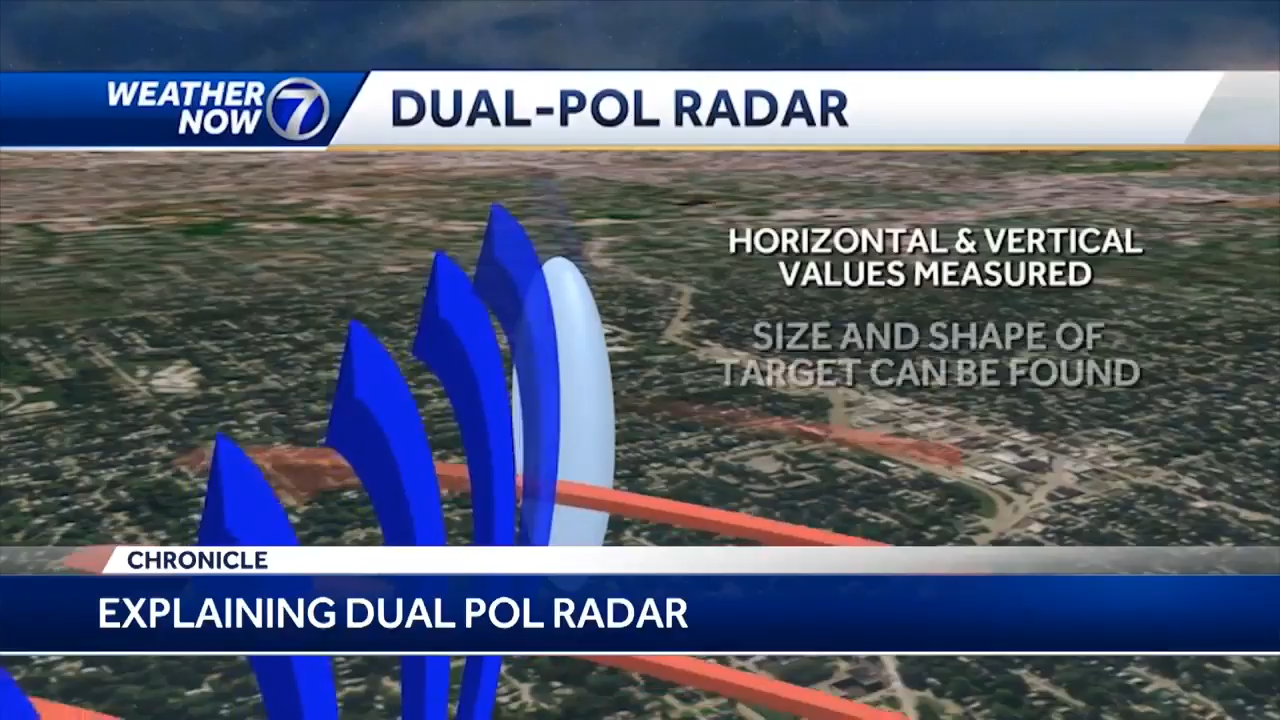 WEATHER
NOW 7
DUAL-POL RADAR
HORIZONTAL & VERTICAL
VALUES MEASURED
SIZE AND SHAPE OF
TARGET CAN BE FOUND
CHRONICLE
EXPLAINING DUAL POL RADAR